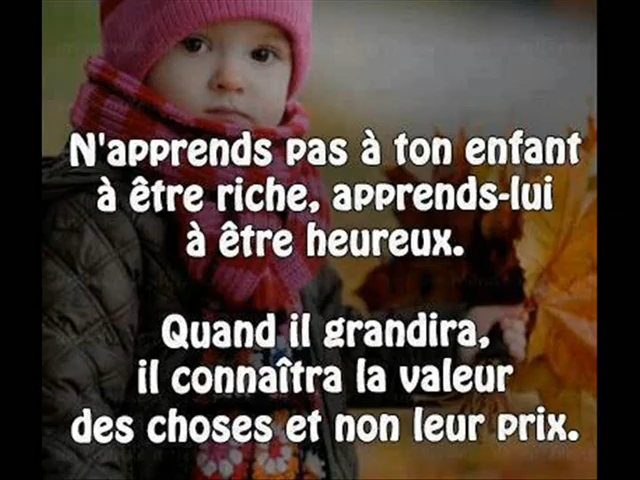 N'apprends pas à ton enfant
à être riche, apprends-lui
à être heureux.
Quand il grandira,
il connaîtra la valeur
des choses et non leur prix.